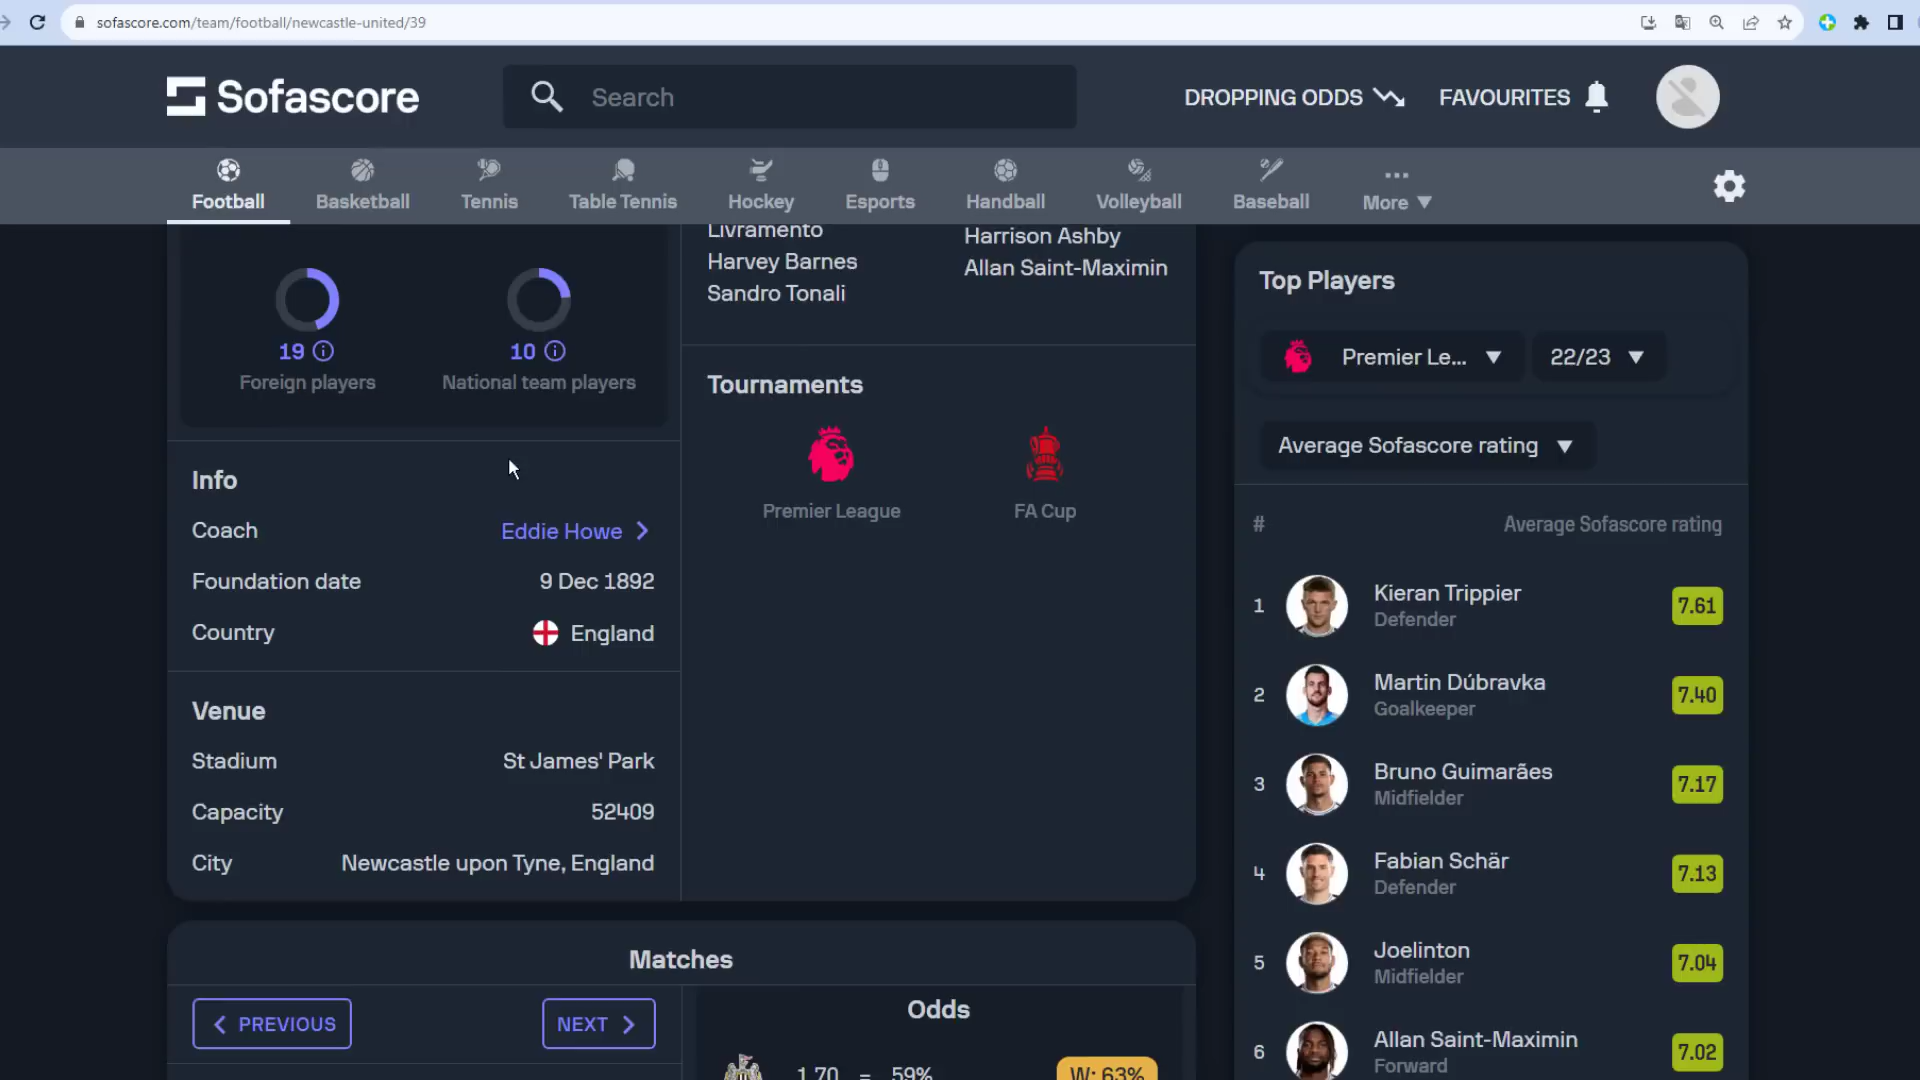 sofascore.com/team/football/newcastle-united/39
Sofascore
Search
DROPPING ODDS
FAVOURITES
Football
Basketball
Tennis
Table Tennis
Hockey
Esports
Handball
Volleyball
Baseball
More
19
Foreign players
10
National team players
Livramento
Harvey Barnes
Sandro Tonali
Harrison Ashby
Allan Saint-Maximin
Info
Coach Eddie Howe
Foundation date 9 Dec 1892
Country England
Venue
Stadium St James' Park
Capacity 52409
City Newcastle upon Tyne, England
Tournaments
Premier League
FA Cup
Matches
PREVIOUS
NEXT
Odds
1.70 = 59%
W: 63%
Top Players
Premier Le...
22/23
Average Sofascore rating
# Average Sofascore rating
1 Kieran Trippier 7.61
Defender
2 Martin Dúbravka 7.40
Goalkeeper
3 Bruno Guimarães 7.17
Midfielder
4 Fabian Schär 7.13
Defender
5 Joelinton 7.04
Midfielder
6 Allan Saint-Maximin 7.02
Forward